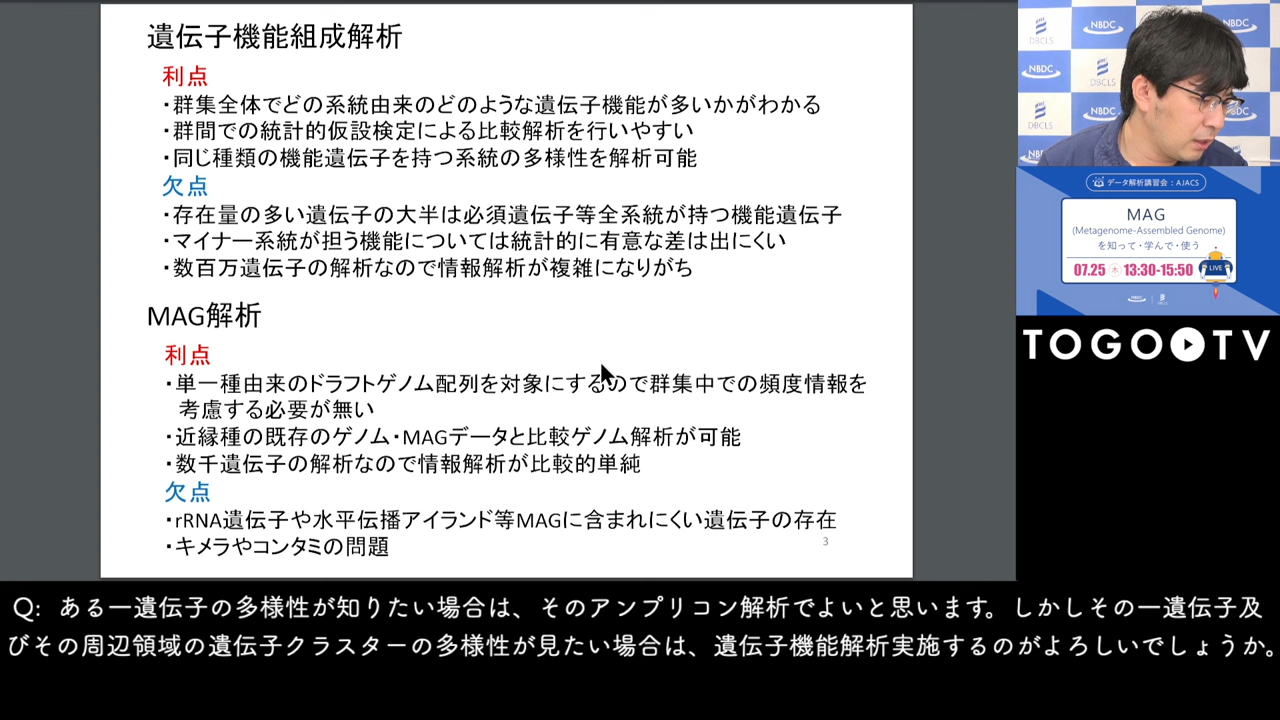 遺伝子機能組成解析
利点
・群集全体でどの系統由来のどのような遺伝子機能が多いかがわかる
・群間での統計的仮設検定による比較解析を行いやすい
・同じ種類の機能遺伝子を持つ系統の多様性を解析可能
欠点
・存在量の多い遺伝子の大半は必須遺伝子等全系統が持つ機能遺伝子
・マイナー系統が担う機能については統計的に有意な差は出にくい
・数百万遺伝子の解析なので情報解析が複雑になりがち
MAG解析
利点
・単一種由来のドラフトゲノム配列を対象にするので群集中での頻度情報を
考慮する必要が無い
・近縁種の既存のゲノム・MAGデータと比較ゲノム解析が可能
・数千遺伝子の解析なので情報解析が比較的単純
欠点
・rRNA遺伝子や水平伝播アイランド等MAGに含まれにくい遺伝子の存在
・キメラやコンタミの問題
3
NBDC
DBCLS
NBDC
NBDC
DBCLS
NBDC
DBCLS
NBDC
データ解析講習会：AJACS
MAG
(Metagenome-Assembled Genome)
を知って・学んで・使う
07.25 木 13:30-15:50
LIVE
TOGO TV
Q: ある一遺伝子の多様性が知りたい場合は、そのアンプリコン解析でよいと思います。しかしその一遺伝子及
びその周辺領域の遺伝子クラスターの多様性が見たい場合は、遺伝子機能解析実施するのがよろしいでしょうか。